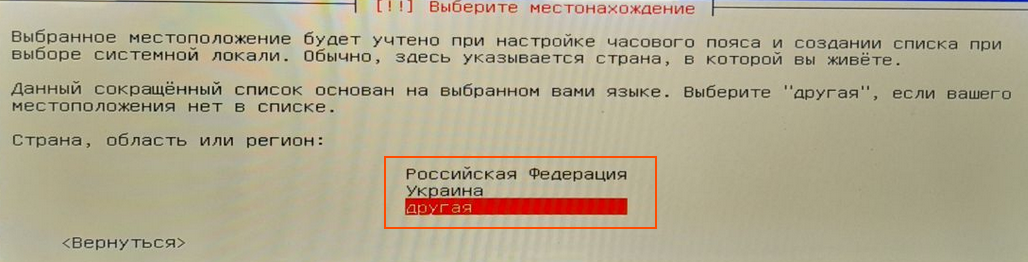 [!!] Выберите местонахождение
Выбранное местоположение будет учтено при настройке часового пояса и создании списка при
выборе системной локали. Обычно, здесь указывается страна, в которой вы живёте.
Данный сокращённый список основан на выбранном вами языке. Выберите "другая", если вашего
местоположения нет в списке.
Страна, область или регион:
Российская Федерация
Украина
другая
<Вернуться>